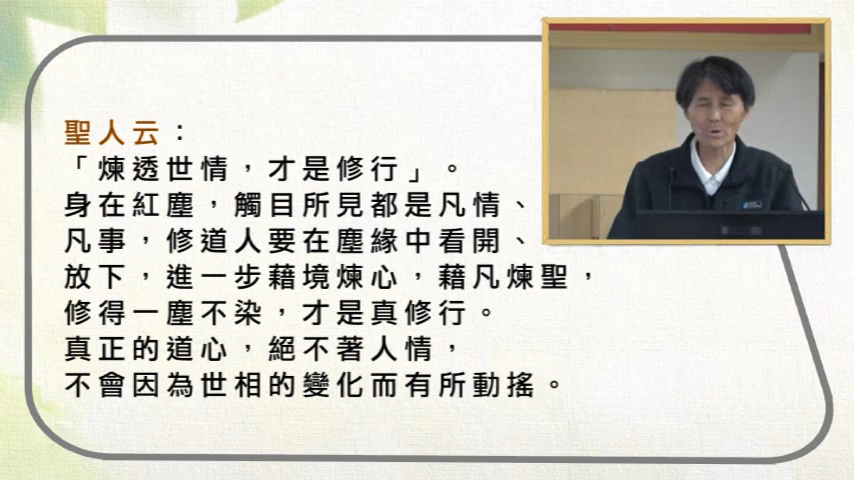 聖人云：
「煉透世情，才是修行」。
身在紅塵，觸目所見都是凡情、
凡事，修道人要在塵緣中看開、
放下，進一步藉境煉心，藉凡煉聖，
修得一塵不染，才是真修行。
真正的道心，絕不著人情，
不會因為世相的變化而有所動搖。